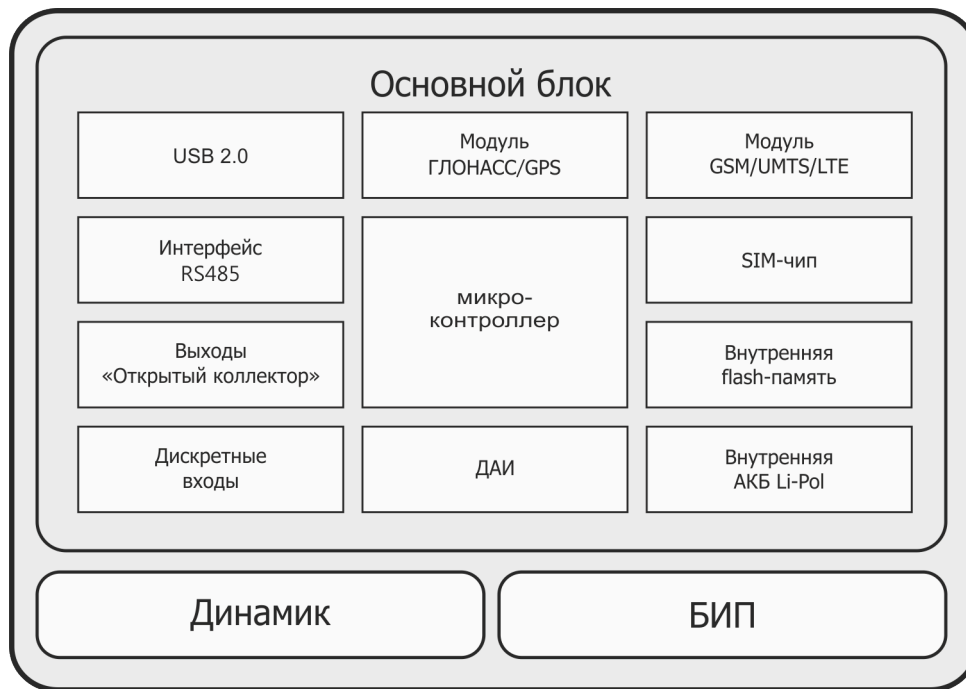 Основной блок
USB 2.0
Модуль
ГЛОНАСС/GPS
Модуль
GSM/UMTS/LTE
Интерфейс
RS485
микро-
контроллер
SIM-чип
Выходы
«Открытый коллектор»
Внутренняя
flash-память
Дискретные
входы
ДАИ
Внутренняя
АКБ Li-Pol
Динамик
БИП